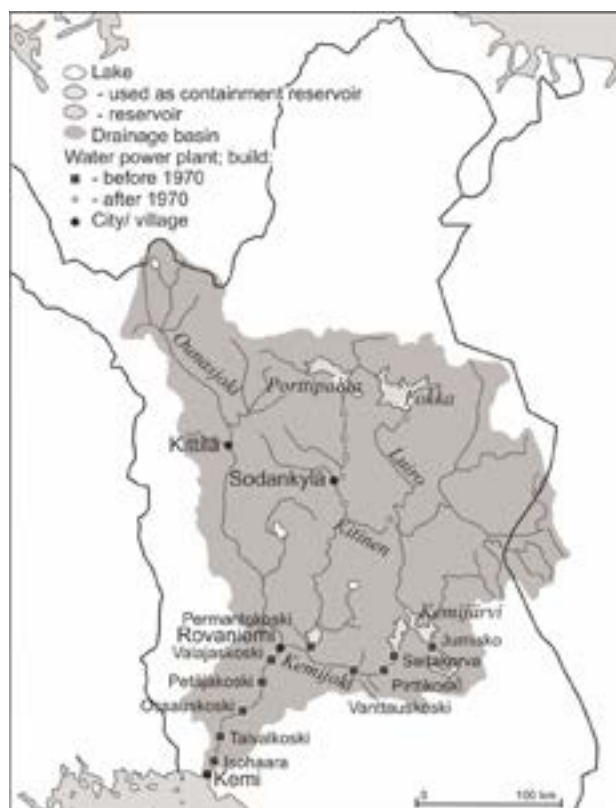 Lake
- used as containment reservoir
- reservoir
Drainage basin
Water power plant; build:
- before 1970
- after 1970
City/ village
Ounasjoki
Porttipahta
Lokka
Kittilä
Luiro
Sodankylä
Kitinen
Kemijärvi
Permantokoski
Rovaniemi
Jumisko
Valajaskoski
Seitakorva
Kemijoki
Petäjäkoski
Pirttikoski
Vanttauskoski
Ossauskoski
Taivalkoski
Isohaara
Kemi
0 100 km